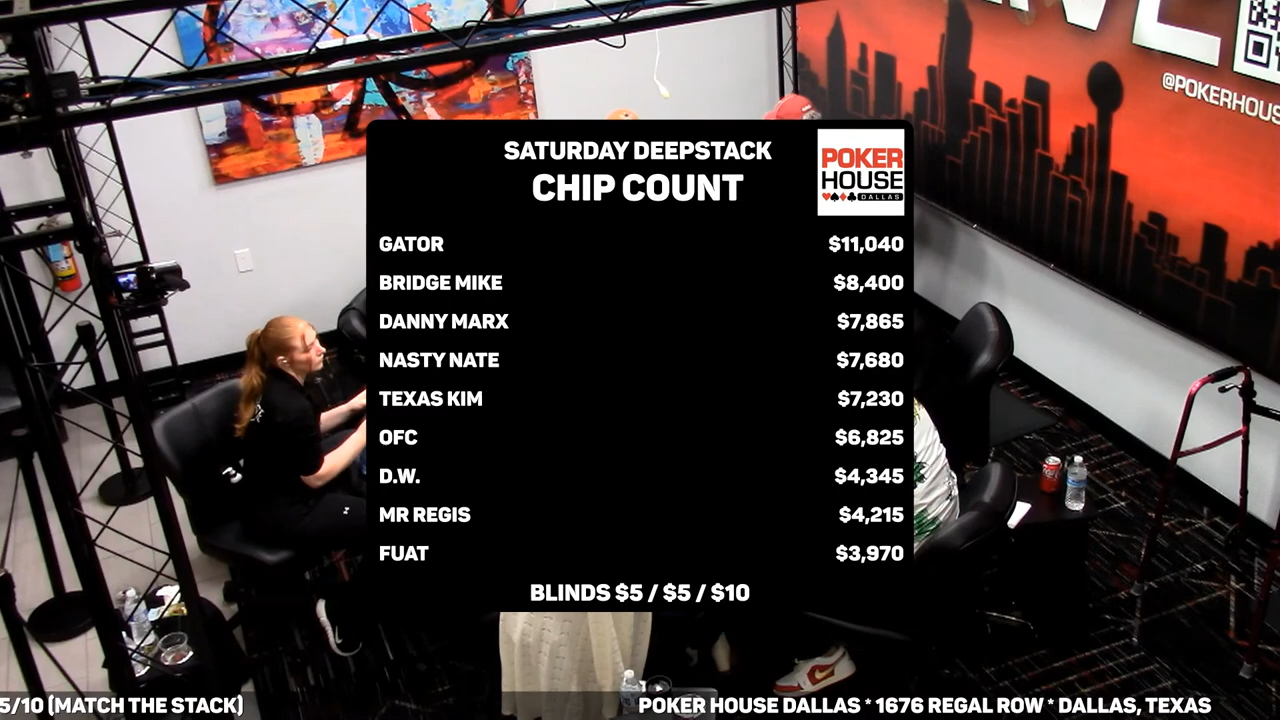 @POKERHOUS
SATURDAY DEEPSTACK
CHIP COUNT
POKER
HOUSE
DALLAS
GATOR $11,040
BRIDGE MIKE $8,400
DANNY MARX $7,865
NASTY NATE $7,680
TEXAS KIM $7,230
OFC $6,825
D.W. $4,345
MR REGIS $4,215
FUAT $3,970
BLINDS $5 / $5 / $10
5/10 (MATCH THE STACK)
POKER HOUSE DALLAS * 1676 REGAL ROW * DALLAS, TEXAS